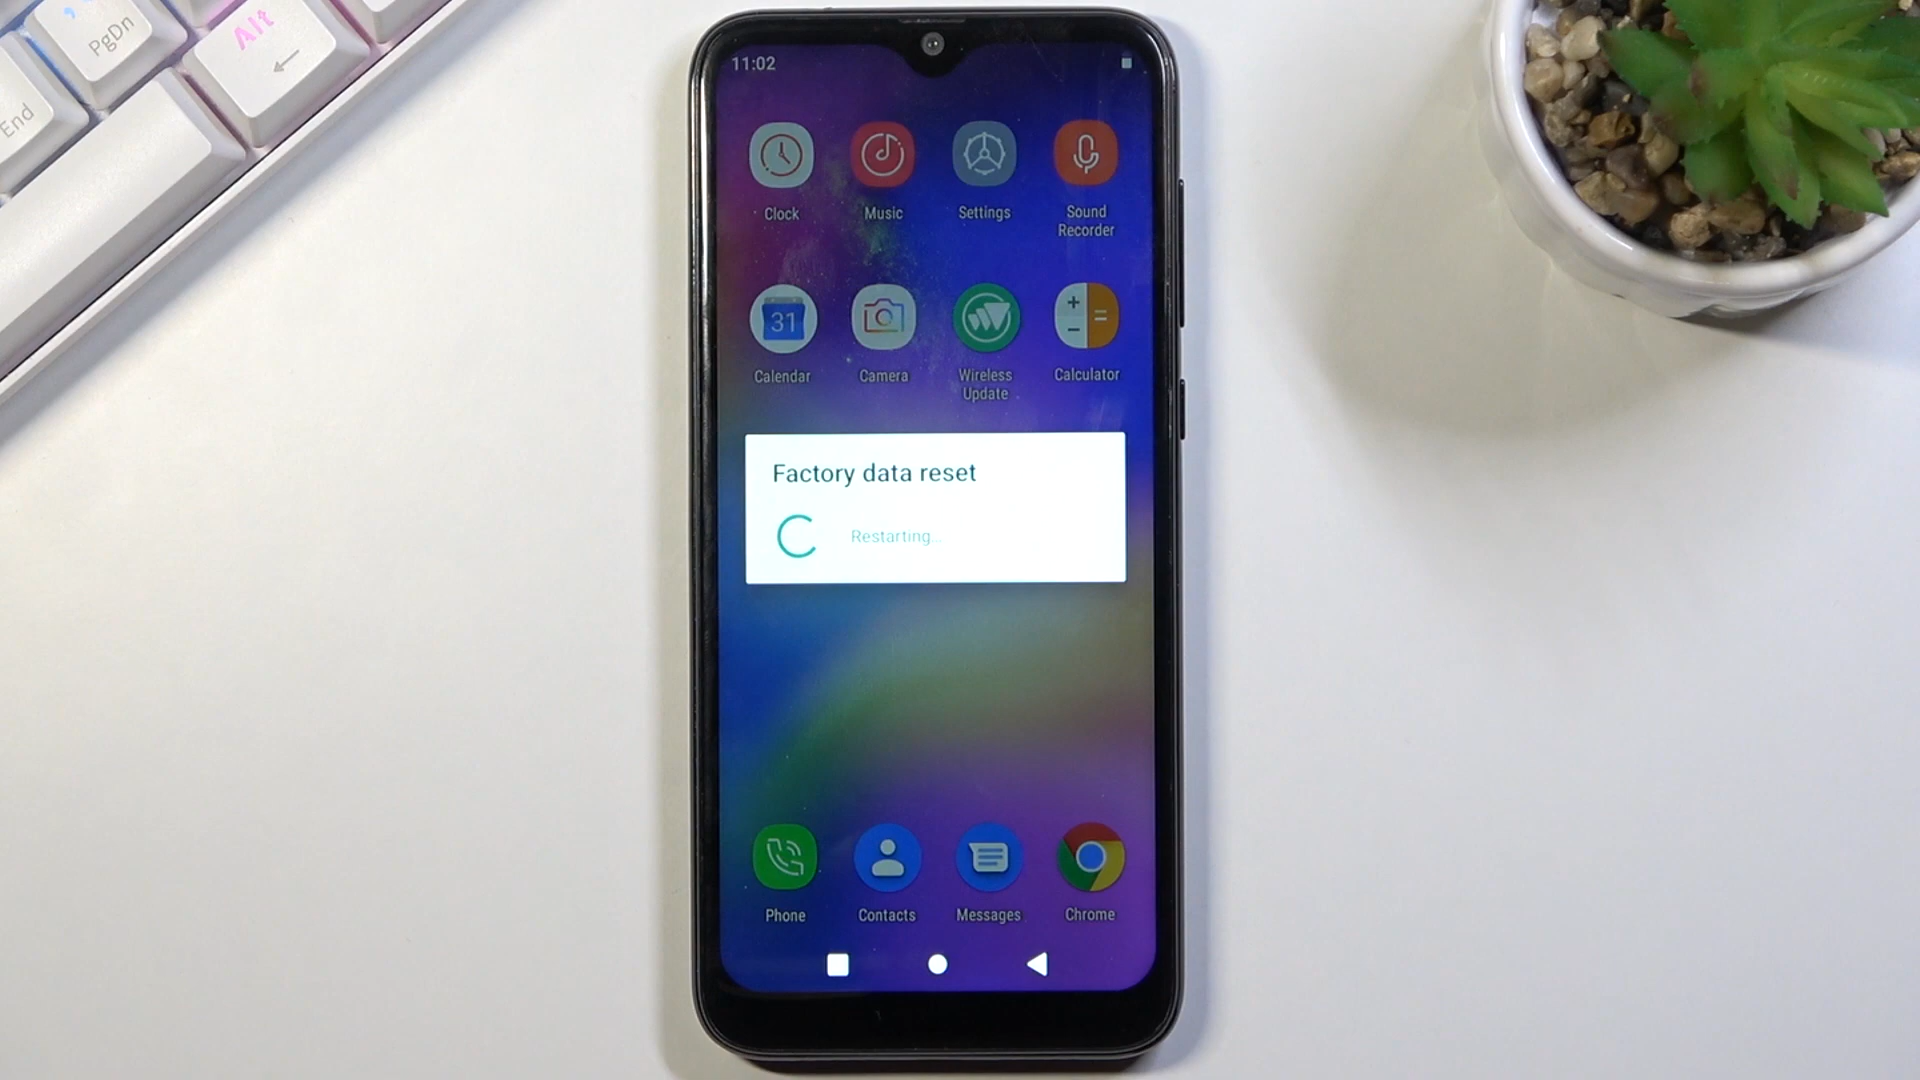 PgDn
Alt
End
11:02
Clock
Music
Settings
Sound
Recorder
31
Calendar
Camera
Wireless
Update
Calculator
Factory data reset
Restarting...
Phone
Contacts
Messages
Chrome